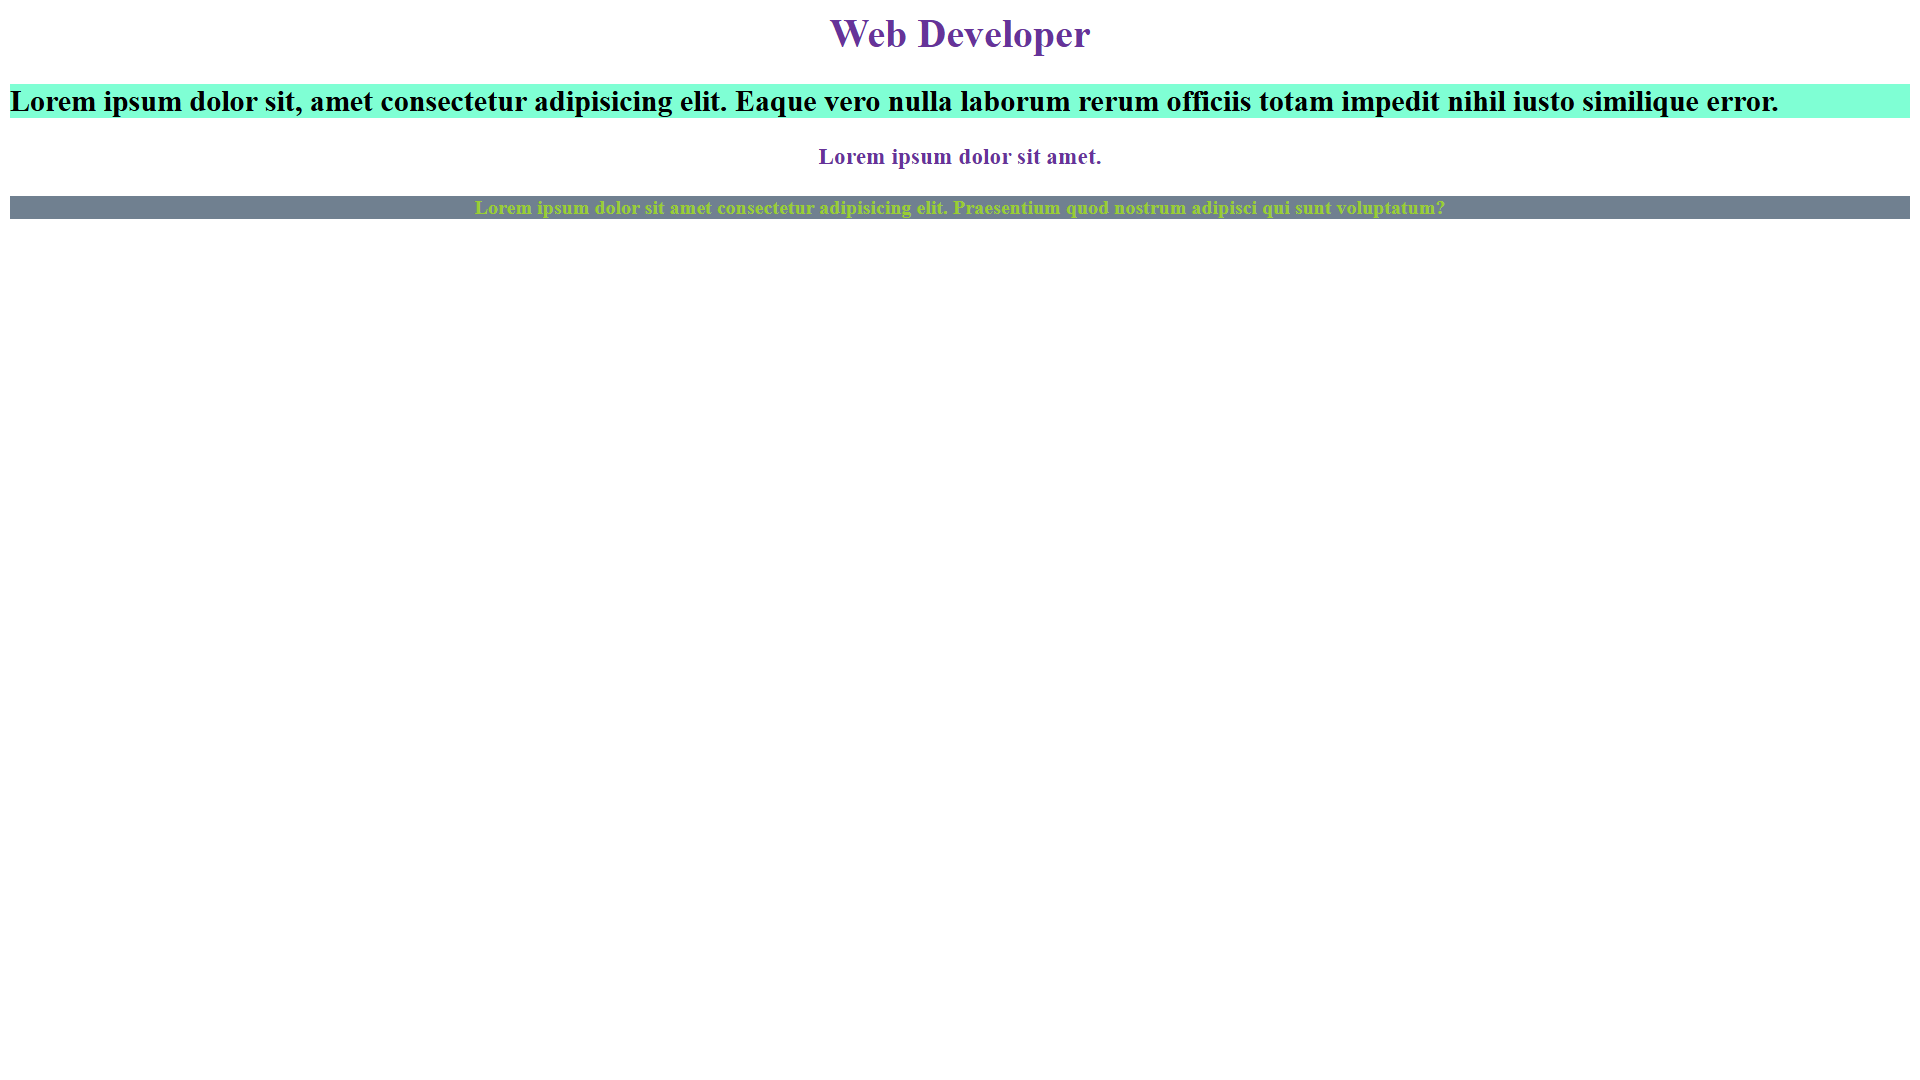 Web Developer
Lorem ipsum dolor sit, amet consectetur adipisicing elit. Eaque vero nulla laborum rerum officiis totam impedit nihil iusto similique error.
Lorem ipsum dolor sit amet.
Lorem ipsum dolor sit amet consectetur adipisicing elit. Praesentium quod nostrum adipisci qui sunt voluptatum?